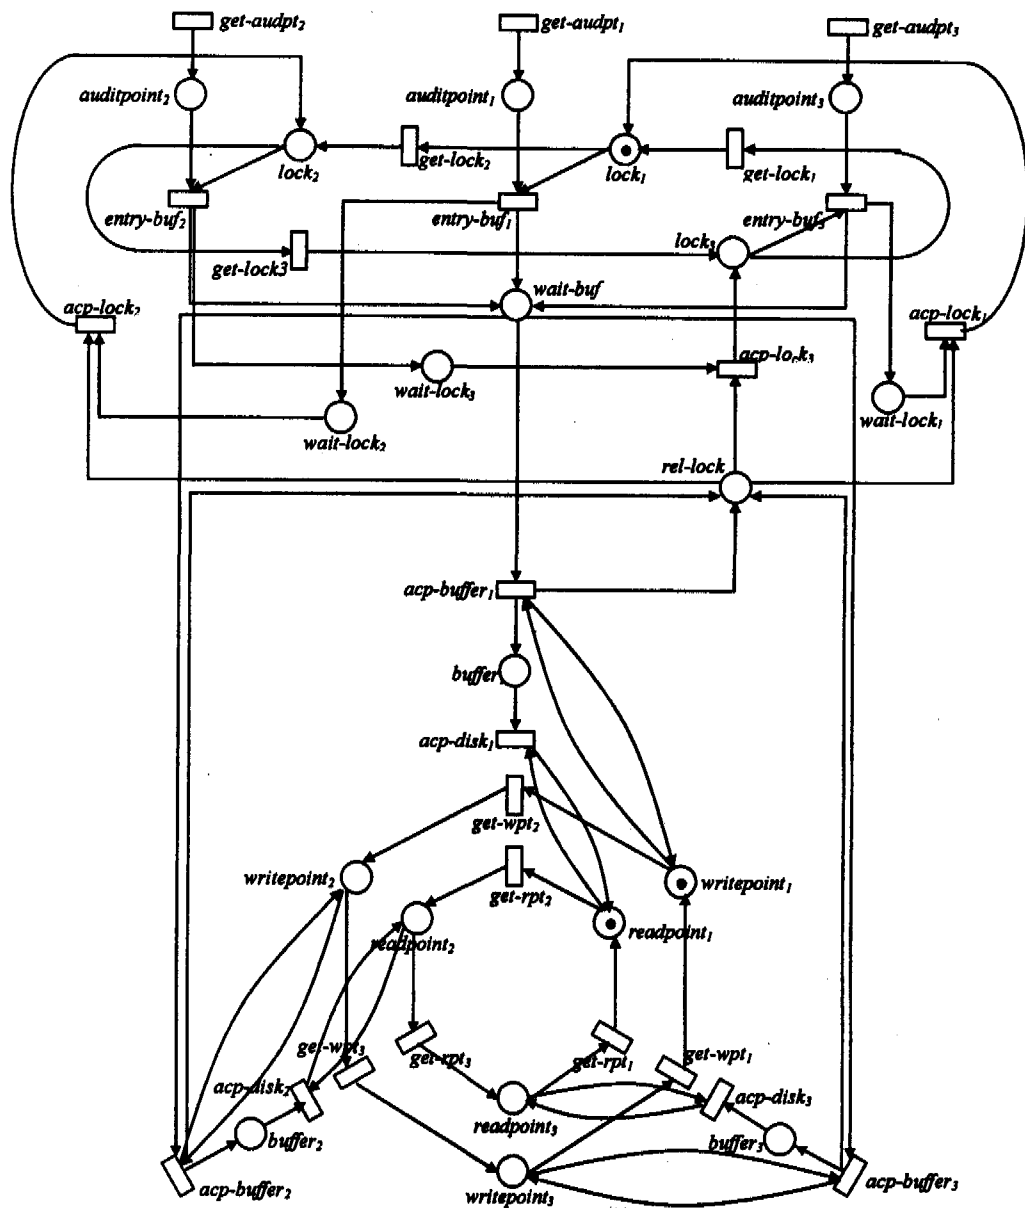 get-audpt₂
get-audpt₁
get-audpt₃
auditpoint₂
auditpoint₁
auditpoint₃
lock₂
get-lock₂
lock₁
get-lock₁
entry-buf₂
entry-buf₁
entry-buf₃
lock₃
get-lock3
wait-buf
acp-lock₂
acp-lock₁
acp-lock₃
wait-lock₃
wait-lock₁
wait-lock₂
rel-lock
acp-buffer₁
buffer
acp-disk₁
get-wpt₂
writepoint₂
get-rpt₂
writepoint₁
readpoint₂
readpoint₁
get-wpt₃
get-rpt₃
get-rpt₁
get-wpt₁
acp-disk₂
acp-disk₃
readpoint₃
buffer₂
buffer₃
acp-buffer₂
writepoint₃
acp-buffer₃